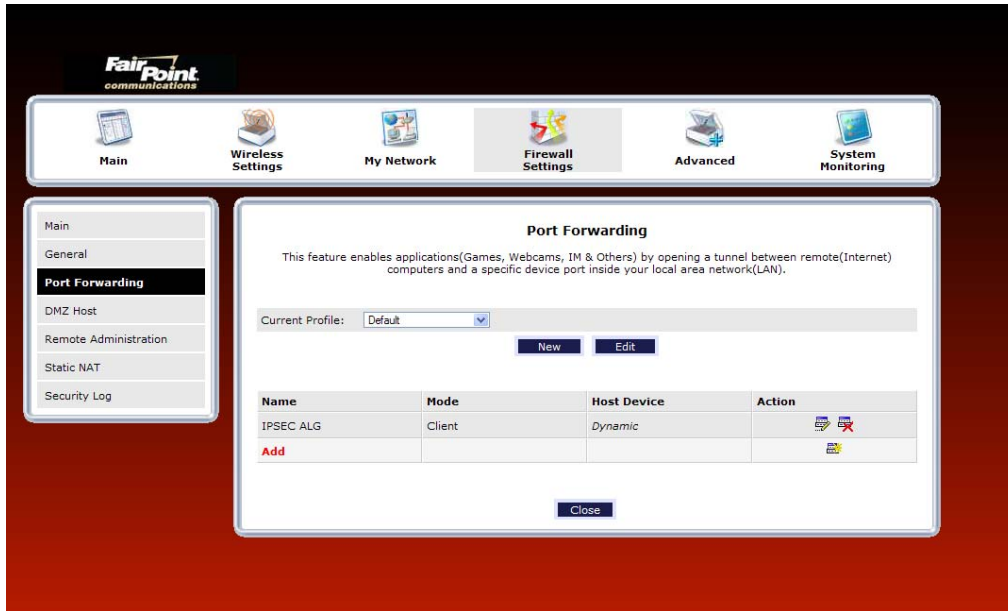 FairPoint
communications
Main
Wireless
Settings
My Network
Firewall
Settings
Advanced
System
Monitoring
Main
General
Port Forwarding
DMZ Host
Remote Administration
Static NAT
Security Log
Port Forwarding
This feature enables applications(Games, Webcams, IM & Others) by opening a tunnel between remote(Internet)
computers and a specific device port inside your local area network(LAN).
Current Profile: Default
New Edit
Name Mode Host Device Action
IPSEC ALG Client Dynamic
Add
Close